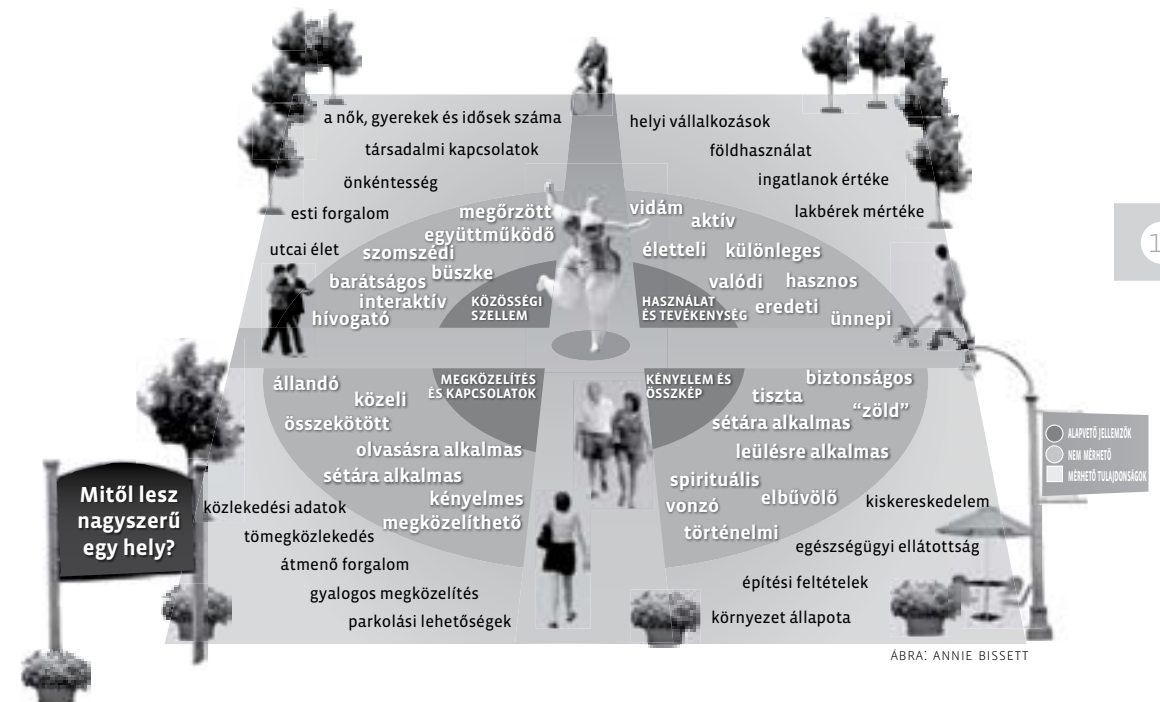 a nők, gyerekek és idősek száma
társadalmi kapcsolatok
önkéntesség
esti forgalom
utcai élet
megőrzött
együttműködő
szomszédi
büszke
barátságos
interaktív
hívogató
KÖZÖSSÉGI
SZELLEM
helyi vállalkozások
földhasználat
ingatlanok értéke
lakbérek mértéke
vidám
aktív
életteli
különleges
valódi
hasznos
eredeti
ünnepi
HASZNÁLAT
ÉS TEVÉKENYSÉG
1
MEGKÖZELÍTÉS
ÉS KAPCSOLATOK
állandó
közeli
összekötött
olvasásra alkalmas
sétára alkalmas
kényelmes
megközelíthető
közlekedési adatok
tömegközlekedés
átmenő forgalom
gyalogos megközelítés
parkolási lehetőségek
KÉNYELEM ÉS
ÖSSZKÉP
biztonságos
tiszta
"zöld"
sétára alkalmas
leülésre alkalmas
spirituális
vonzó
elbűvölő
történelmi
kiskereskedelem
egészségügyi ellátottság
építési feltételek
környezet állapota
Mitől lesz
nagyszerű
egy hely?
ALAPVETŐ JELLEMZŐK
NEM MÉRHETŐ
MÉRHETŐ TULAJDONSÁGOK
ÁBRA: ANNIE BISSETT